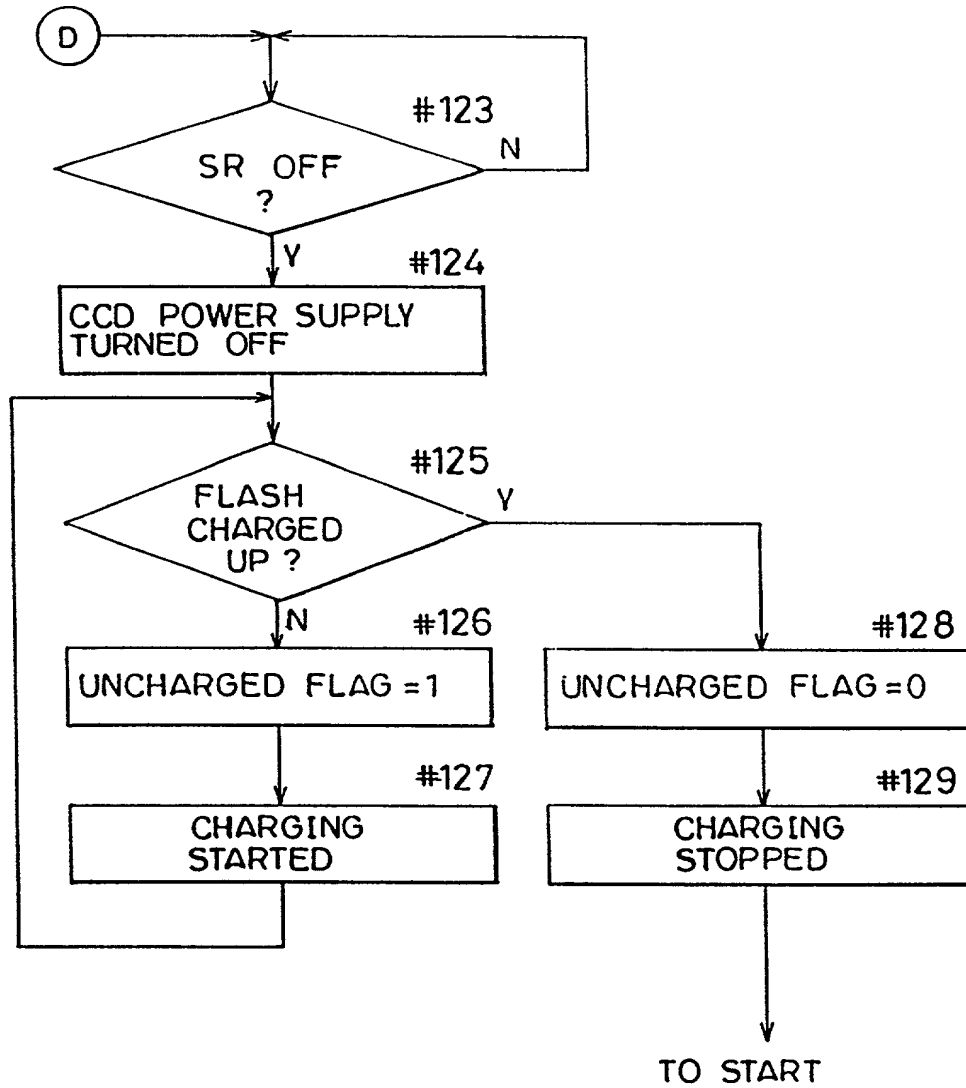 D
#123
SR OFF
?
N
Y
#124
CCD POWER SUPPLY
TURNED OFF
#125
FLASH
CHARGED
UP ?
Y
N
#126
UNCHARGED FLAG = 1
#128
UNCHARGED FLAG = 0
#127
CHARGING
STARTED
#129
CHARGING
STOPPED
TO START